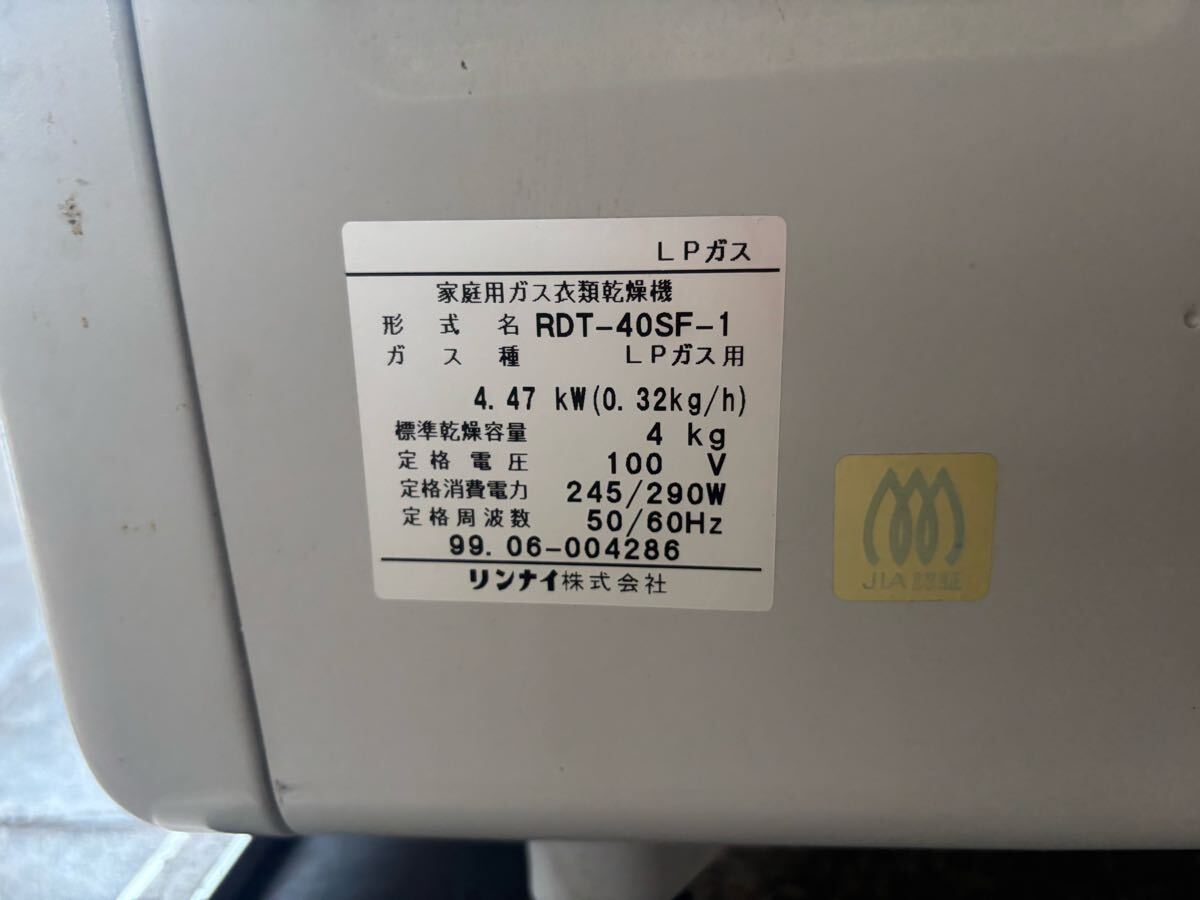 LPガス
家庭用ガス衣類乾燥機
形式名 RDT-40SF-1
ガス種 LPガス用
4.47 kW(0.32kg/h)
標準乾燥容量 4 kg
定格電圧 100 V
定格消費電力 245/290W
定格周波数 50/60Hz
99.06-004286
リンナイ株式会社
JIA認証